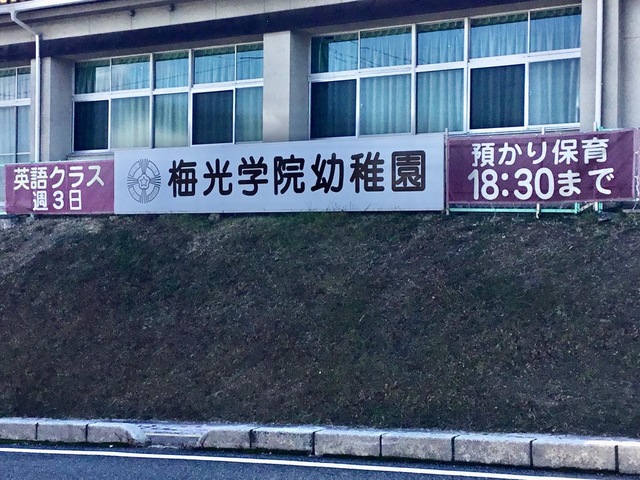 英語クラス
週3日
梅光学院幼稚園
預かり保育
18:30まで